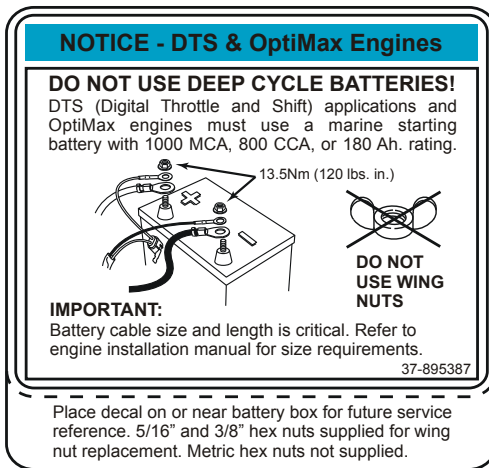 NOTICE - DTS & OptiMax Engines
DO NOT USE DEEP CYCLE BATTERIES!
DTS (Digital Throttle and Shift) applications and
OptiMax engines must use a marine starting
battery with 1000 MCA, 800 CCA, or 180 Ah. rating.
13.5Nm (120 lbs. in.)
DO NOT
USE WING
NUTS
IMPORTANT:
Battery cable size and length is critical. Refer to
engine installation manual for size requirements.
37-895387
Place decal on or near battery box for future service
reference. 5/16” and 3/8” hex nuts supplied for wing
nut replacement. Metric hex nuts not supplied.